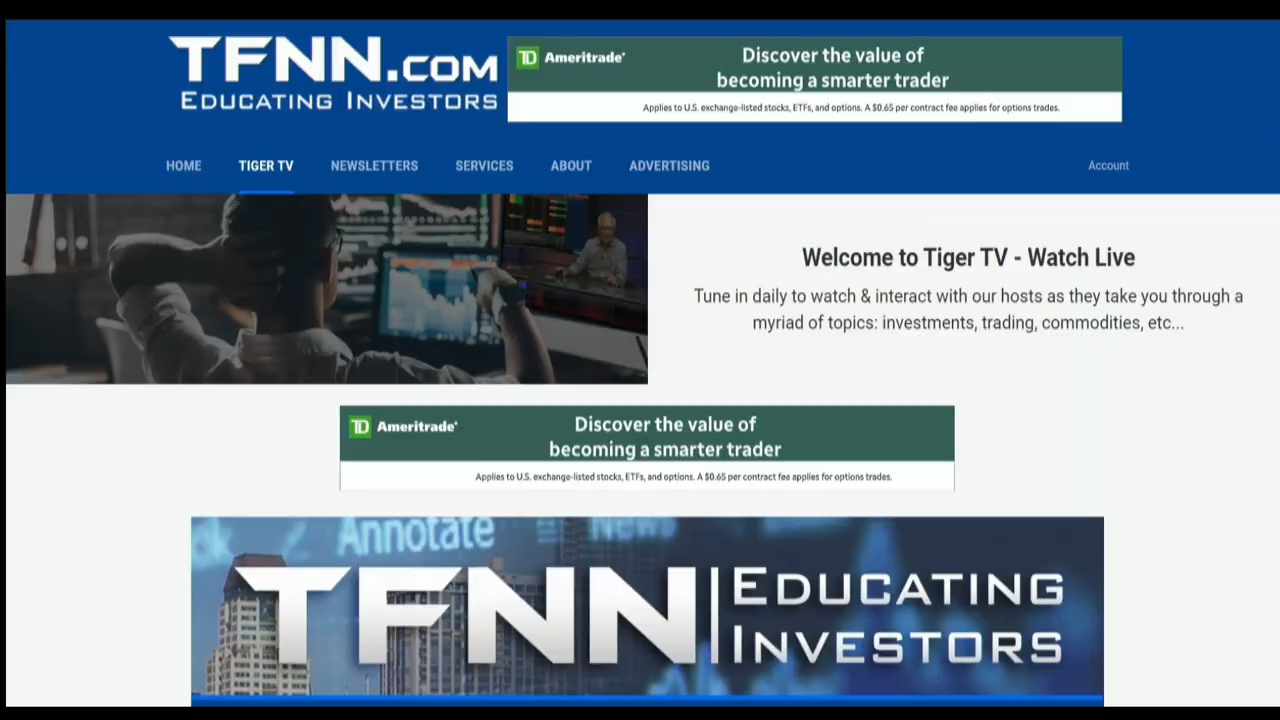 TFNN.COM
EDUCATING INVESTORS
TD Ameritrade
Discover the value of
becoming a smarter trader
Applies to U.S. exchange-listed stocks, ETFs, and options. A $0.65 per contract fee applies for options trades.
HOME TIGER TV NEWSLETTERS SERVICES ABOUT ADVERTISING Account
Welcome to Tiger TV - Watch Live
Tune in daily to watch & interact with our hosts as they take you through a
myriad of topics: investments, trading, commodities, etc...
TD Ameritrade
Discover the value of
becoming a smarter trader
Applies to U.S. exchange-listed stocks, ETFs, and options. A $0.65 per contract fee applies for options trades.
Annotate News
TFNN EDUCATING
INVESTORS